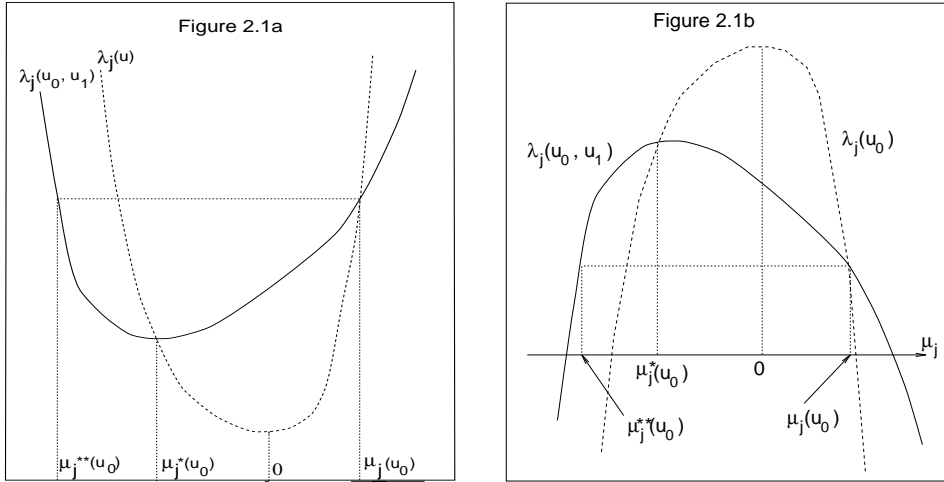 Figure 2.1a
λj(u)
λj(u0, u1)
μj**(u0)
μj*(u0)
0
μj(u0)
Figure 2.1b
λj(u0, u1)
λj(u0)
μj
μj*(u0)
0
μj**(u0)
μj(u0)